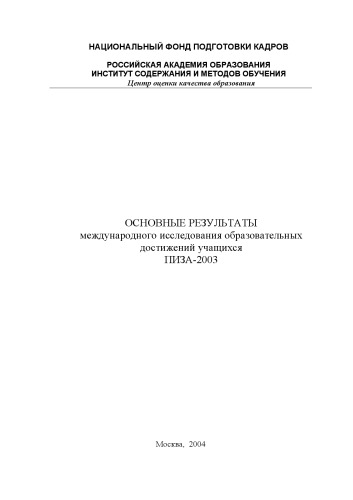 НАЦИОНАЛЬНЫЙ ФОНД ПОДГОТОВКИ КАДРОВ
РОССИЙСКАЯ АКАДЕМИЯ ОБРАЗОВАНИЯ
ИНСТИТУТ СОДЕРЖАНИЯ И МЕТОДОВ ОБУЧЕНИЯ
Центр оценки качества образования
ОСНОВНЫЕ РЕЗУЛЬТАТЫ
международного исследования образовательных
достижений учащихся
ПИЗА-2003
Москва, 2004